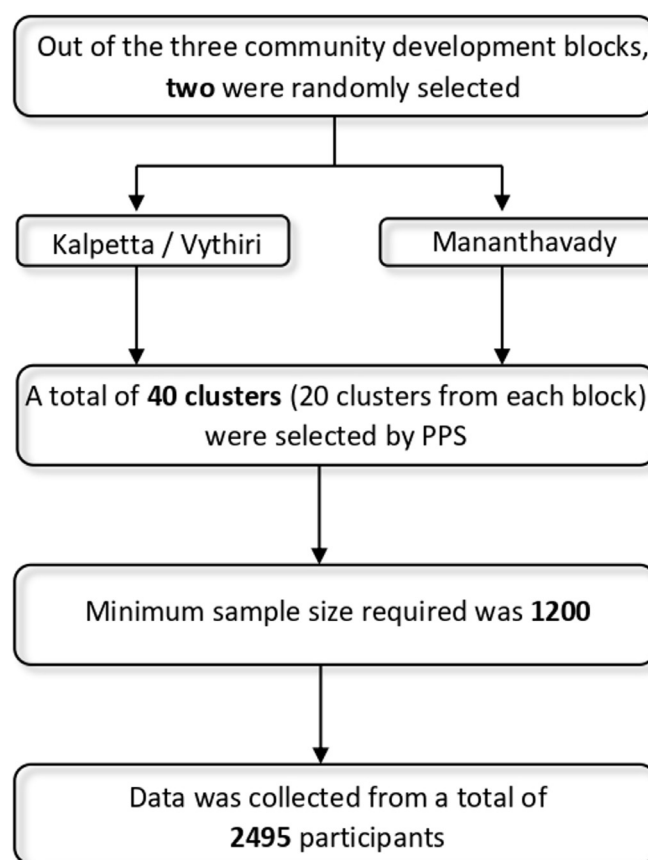 Out of the three community development blocks,
two were randomly selected
Kalpetta / Vythiri
Mananthavady
A total of 40 clusters (20 clusters from each block)
were selected by PPS
Minimum sample size required was 1200
Data was collected from a total of
2495 participants